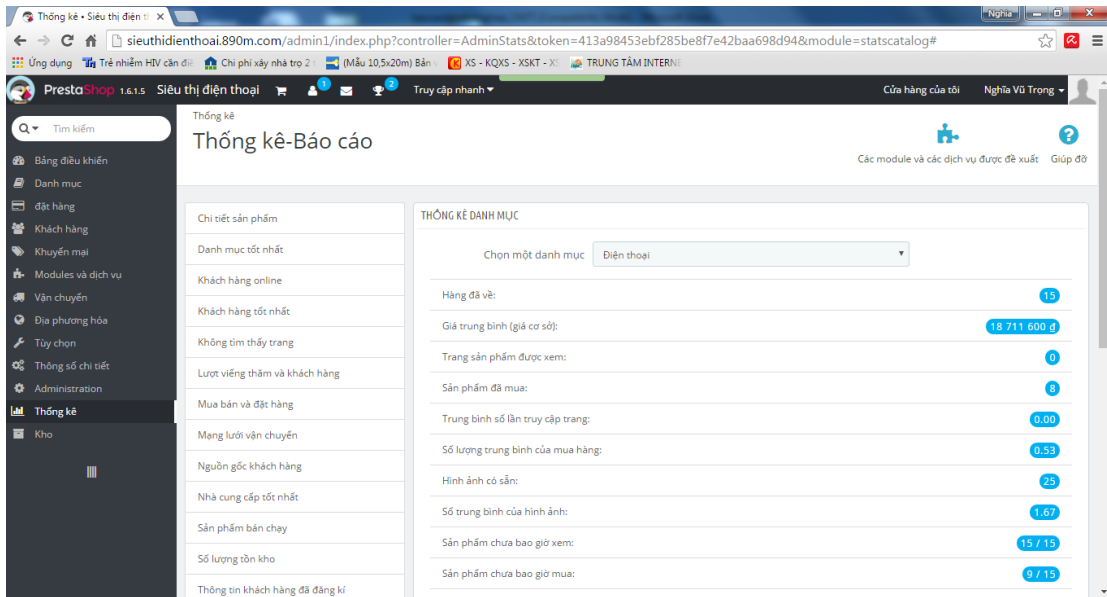 Thống kê • Siêu thị điện t
Nghĩa
sieuthidienthoai.890m.com/admin1/index.php?controller=AdminStats&token=413a98453ebf285be8f7e42baa698d94&module=statscatalog#
Ứng dụng Trẻ nhiễm HIV cần đi Chi phí xây nhà trọ 2 t (Mẫu 10,5x20m) Bản XS - KQXS - XSKT - XS TRUNG TÂM INTERNE
PrestaShop 1.6.1.5 Siêu thị điện thoại 1 2 Truy cập nhanh Cửa hàng của tôi Nghĩa Vũ Trọng
Tìm kiếm
Bảng điều khiển
Danh mục
đặt hàng
Khách hàng
Khuyến mại
Modules và dịch vụ
Vận chuyển
Địa phương hóa
Tùy chọn
Thông số chi tiết
Administration
Thống kê
Kho
Thống kê
Thống kê-Báo cáo
Các module và các dịch vụ được đề xuất Giúp đỡ
Chi tiết sản phẩm
Danh mục tốt nhất
Khách hàng online
Khách hàng tốt nhất
Không tìm thấy trang
Lượt viếng thăm và khách hàng
Mua bán và đặt hàng
Mạng lưới vận chuyển
Nguồn gốc khách hàng
Nhà cung cấp tốt nhất
Sản phẩm bán chạy
Số lượng tồn kho
Thông tin khách hàng đã đăng kí
THỐNG KÊ DANH MỤC
Chọn một danh mục Điện thoại
Hàng đã về: 15
Giá trung bình (giá cơ sở): 18 711 600 ₫
Trang sản phẩm được xem: 0
Sản phẩm đã mua: 8
Trung bình số lần truy cập trang: 0.00
Số lượng trung bình của mua hàng: 0.53
Hình ảnh có sẵn: 25
Số trung bình của hình ảnh: 1.67
Sản phẩm chưa bao giờ xem: 15 / 15
Sản phẩm chưa bao giờ mua: 9 / 15